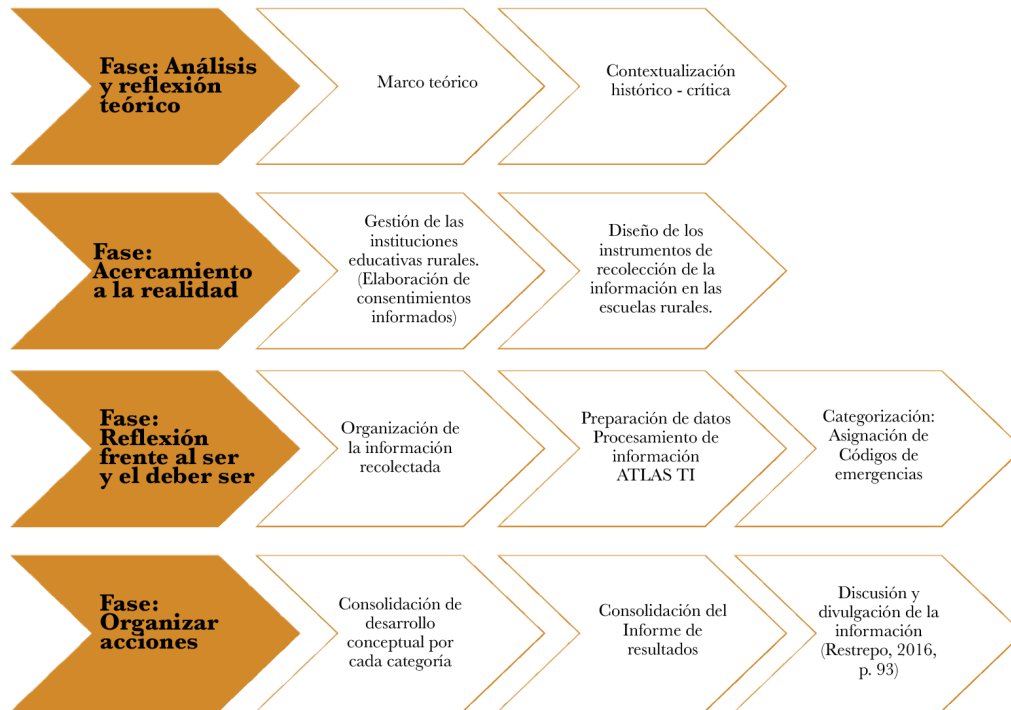 Fase: Análisis
y reflexión
teórico
Marco teórico
Contextualización
histórico - crítica
Fase:
Acercamiento
a la realidad
Gestión de las
instituciones
educativas rurales.
(Elaboración de
consentimientos
informados)
Diseño de los
instrumentos de
recolección de la
información en las
escuelas rurales.
Fase:
Reflexión
frente al ser
y el deber ser
Organización de
la información
recolectada
Preparación de datos
Procesamiento de
información
ATLAS TI
Categorización:
Asignación de
Códigos de
emergencias
Fase:
Organizar
acciones
Consolidación de
desarrollo
conceptual por
cada categoría
Consolidación del
Informe de
resultados
Discusión y
divulgación de la
información
(Restrepo, 2016,
p. 93)